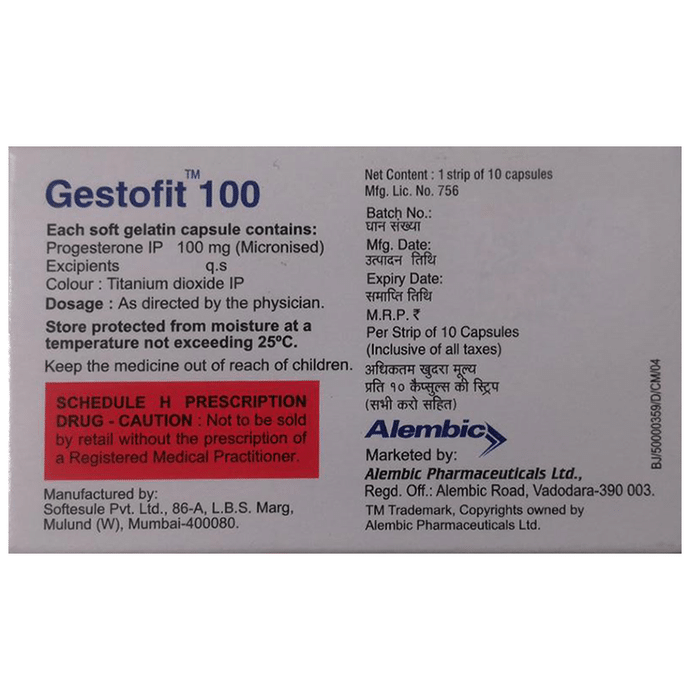 Gestofit™ 100
Each soft gelatin capsule contains:
Progesterone IP 100 mg (Micronised)
Excipients q.s
Colour : Titanium dioxide IP
Dosage : As directed by the physician.
Store protected from moisture at a
temperature not exceeding 25ºC.
Keep the medicine out of reach of children.
SCHEDULE H PRESCRIPTION
DRUG - CAUTION : Not to be sold
by retail without the prescription of
a Registered Medical Practitioner.
Manufactured by:
Softesule Pvt. Ltd., 86-A, L.B.S. Marg,
Mulund (W), Mumbai-400080.
Net Content : 1 strip of 10 capsules
Mfg. Lic. No. 756
Batch No.:
घान संख्या
Mfg. Date:
उत्पादन तिथि
Expiry Date:
समाप्ति तिथि
M.R.P. ₹
Per Strip of 10 Capsules
(Inclusive of all taxes)
अधिकतम खुदरा मूल्य
प्रति १० कैप्सुल्स की स्ट्रिप
(सभी करो सहित)
Alembic
Marketed by:
Alembic Pharmaceuticals Ltd.,
Regd. Off.: Alembic Road, Vadodara-390 003.
TM Trademark, Copyrights owned by
Alembic Pharmaceuticals Ltd.
BJ/50000359/D/CM/04